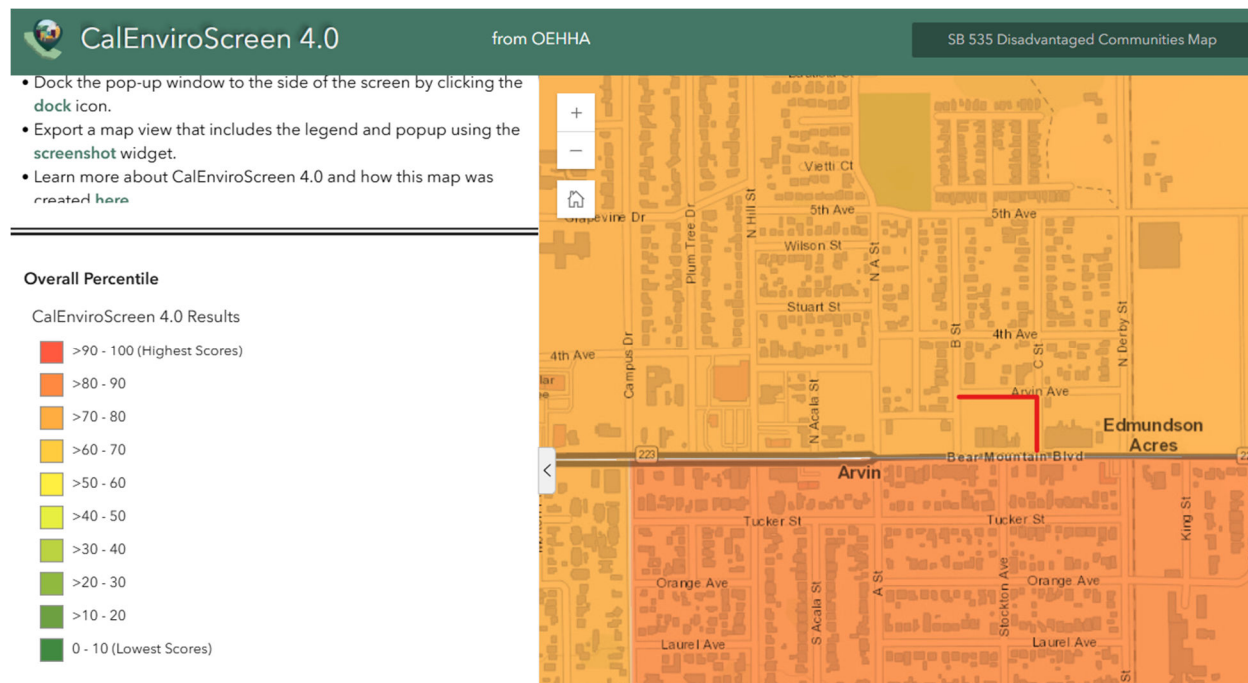 CalEnviroScreen 4.0
from OEHHA
SB 535 Disadvantaged Communities Map
• Dock the pop-up window to the side of the screen by clicking the
dock icon.
• Export a map view that includes the legend and popup using the
screenshot widget.
• Learn more about CalEnviroScreen 4.0 and how this map was
created here
Overall Percentile
CalEnviroScreen 4.0 Results
>90 - 100 (Highest Scores)
>80 - 90
>70 - 80
>60 - 70
>50 - 60
>40 - 50
>30 - 40
>20 - 30
>10 - 20
0 - 10 (Lowest Scores)
+
−
<
Vietti Ct
Grapevine Dr
Plum Tree Dr
N Hill St
5th Ave
5th Ave
Wilson St
N A St
Stuart St
B St
4th Ave
C St
N Derby St
4th Ave
Campus Dr
N Acala St
Arvin Ave
Edmundson
Acres
223
Bear Mountain Blvd
Arvin
Tucker St
Tucker St
King St
Orange Ave
S Acala St
A St
Stockton Ave
Orange Ave
Laurel Ave
Laurel Ave
St